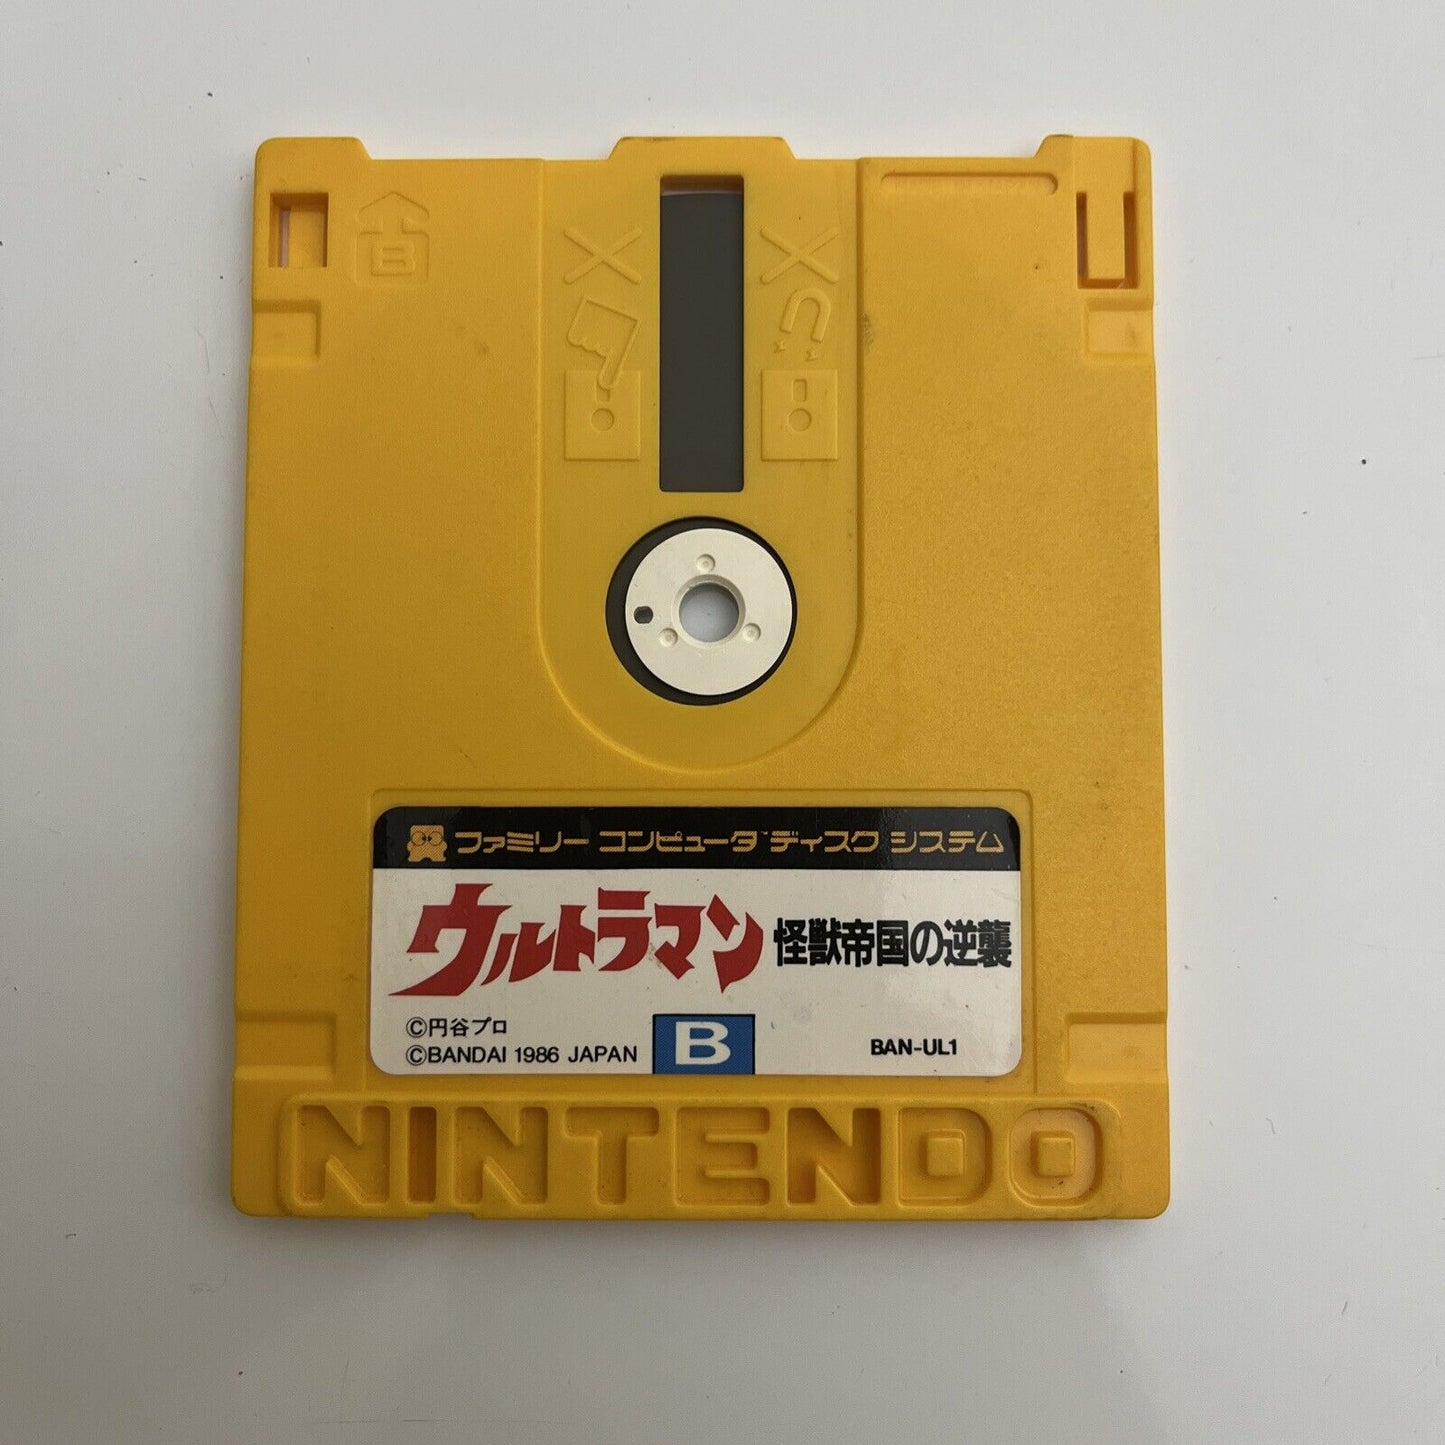 B
ファミリー コンピュータ™ ディスク システム
ウルトラマン 怪獣帝国の逆襲
©円谷プロ
©BANDAI 1986 JAPAN
B
BAN-UL1
NINTENDO